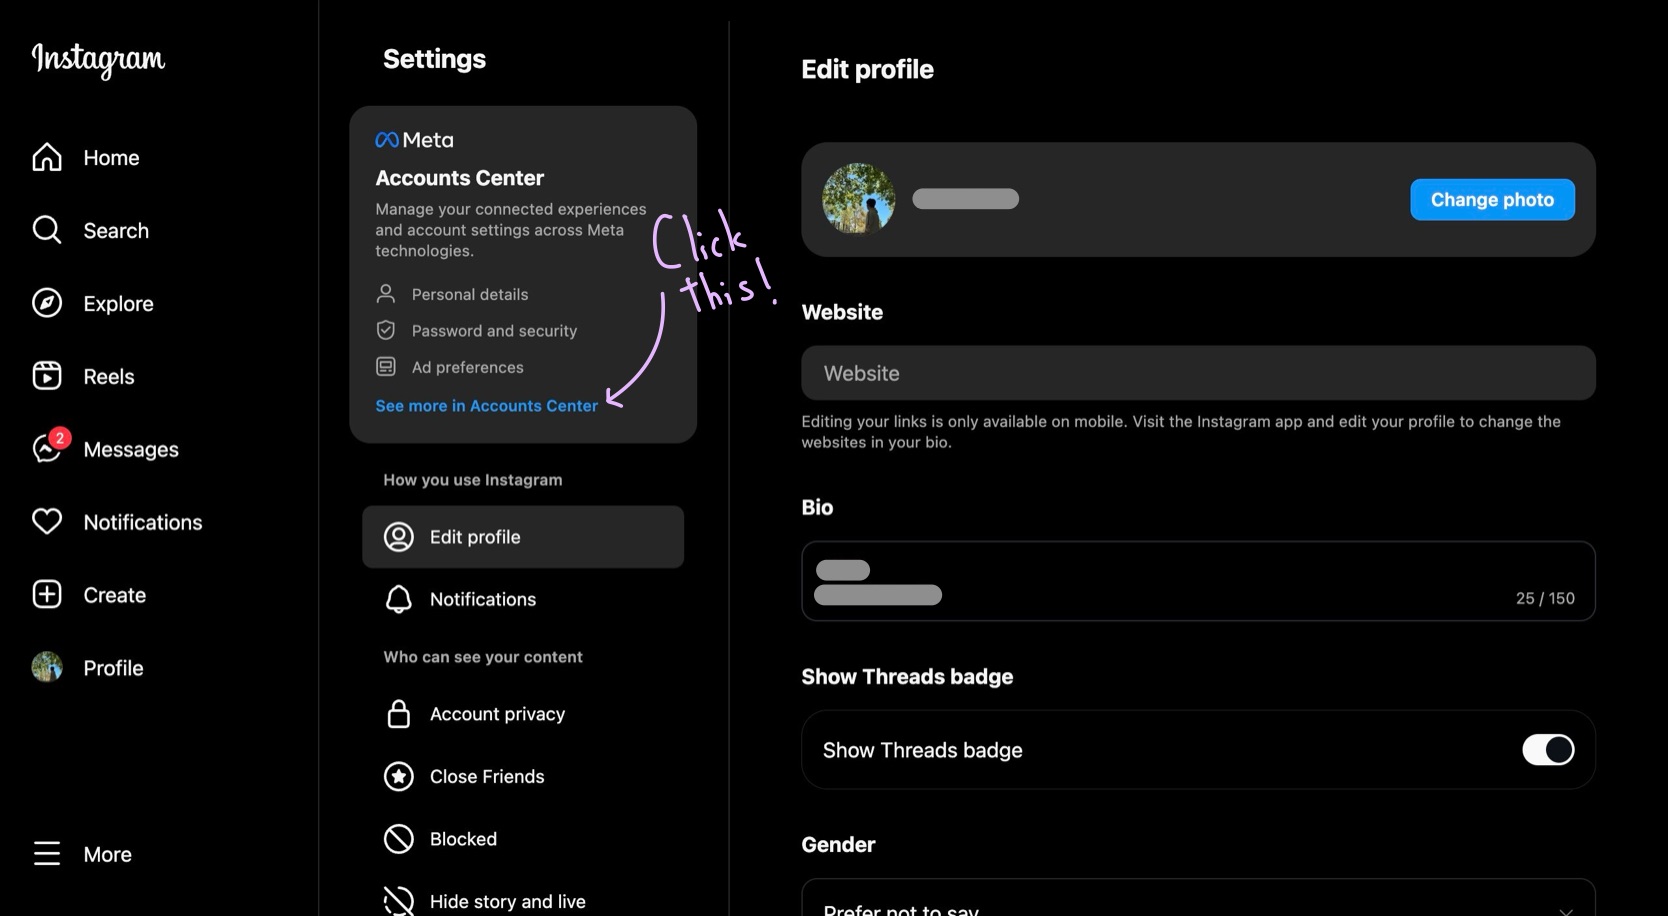 Instagram
Home
Search
Explore
Reels
2
Messages
Notifications
Create
Profile
More
Settings
Meta
Accounts Center
Manage your connected experiences
and account settings across Meta
technologies.
Personal details
Password and security
Ad preferences
See more in Accounts Center
Click
this!
How you use Instagram
Edit profile
Notifications
Who can see your content
Account privacy
Close Friends
Blocked
Hide story and live
Edit profile
Change photo
Website
Website
Editing your links is only available on mobile. Visit the Instagram app and edit your profile to change the
websites in your bio.
Bio
25 / 150
Show Threads badge
Show Threads badge
Gender
Prefer not to say